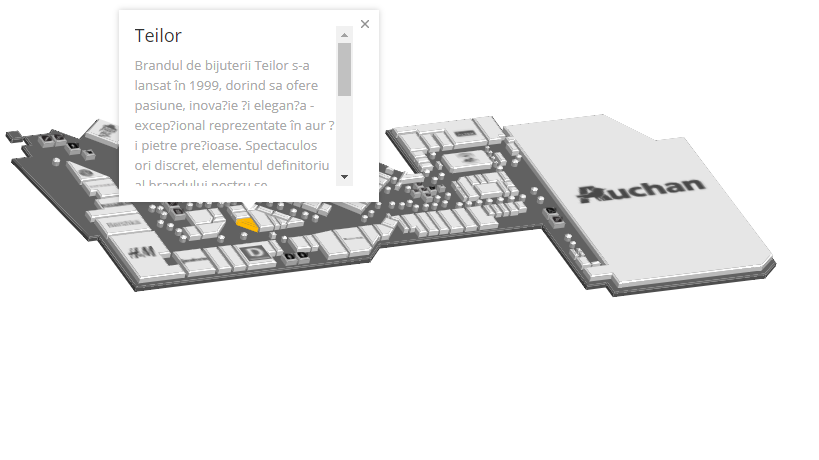 Teilor
Brandul de bijuterii Teilor s-a
lansat în 1999, dorind sa ofere
pasiune, inova?ie ?i elegan?a -
excep?ional reprezentate în aur ?
i pietre pre?ioase. Spectaculos
ori discret, elementul definitoriu
al brandului nostru se
Auchan
H&M
D